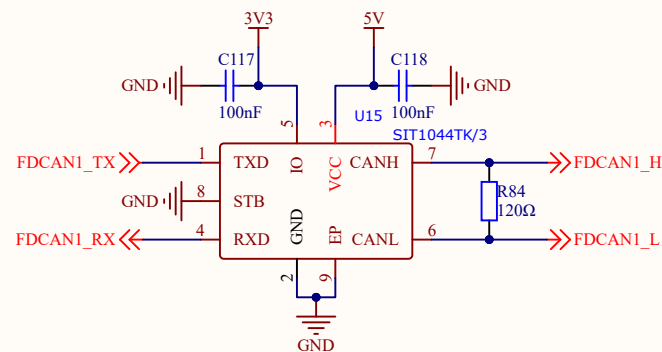 3V3
5V
C117
C118
GND
GND
100nF
100nF
U15
SIT1044TK/3
5
3
FDCAN1_TX
1
TXD
IO
VCC
CANH
7
FDCAN1_H
GND
8
STB
R84
120Ω
FDCAN1_RX
4
RXD
GND
EP
CANL
6
FDCAN1_L
2
9
GND